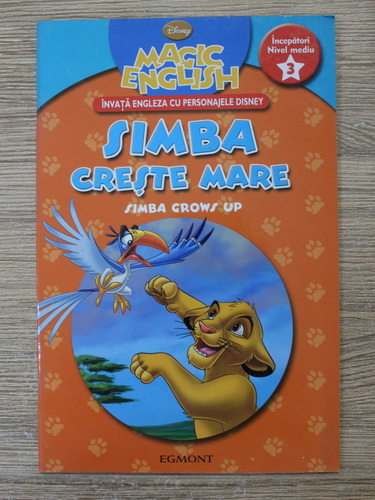 Disney
MAGIC
ENGLISH
Începători
Nivel mediu
3
ÎNVAȚĂ ENGLEZA CU PERSONAJELE DISNEY
SIMBA
CREȘTE MARE
SIMBA GROWS UP
EGMONT